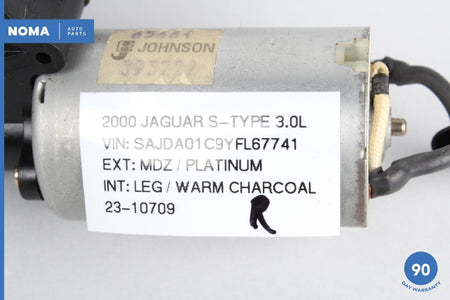 NOMA AUTO PARTS
JOHNSON
2000 JAGUAR S-TYPE 3.0L
VIN: SAJDA01C9YFL67741
EXT: MDZ / PLATINUM
INT: LEG / WARM CHARCOAL
23-10709
R
90
DAY WARRANTY